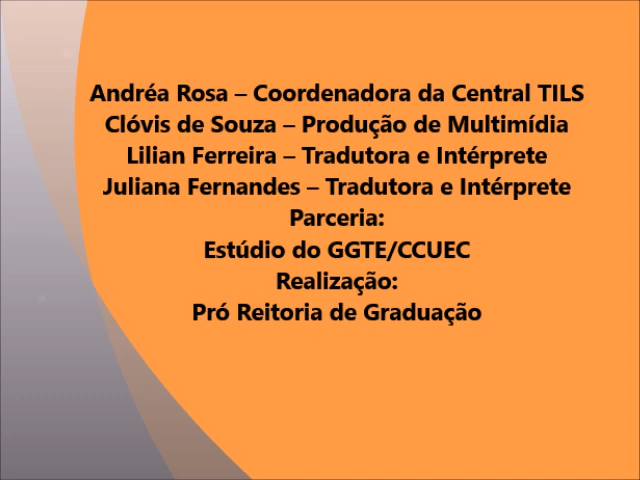 Andréa Rosa – Coordenadora da Central TILS
Clóvis de Souza – Produção de Multimídia
Lilian Ferreira – Tradutora e Intérprete
Juliana Fernandes – Tradutora e Intérprete
Parceria:
Estúdio do GGTE/CCUEC
Realização:
Pró Reitoria de Graduação